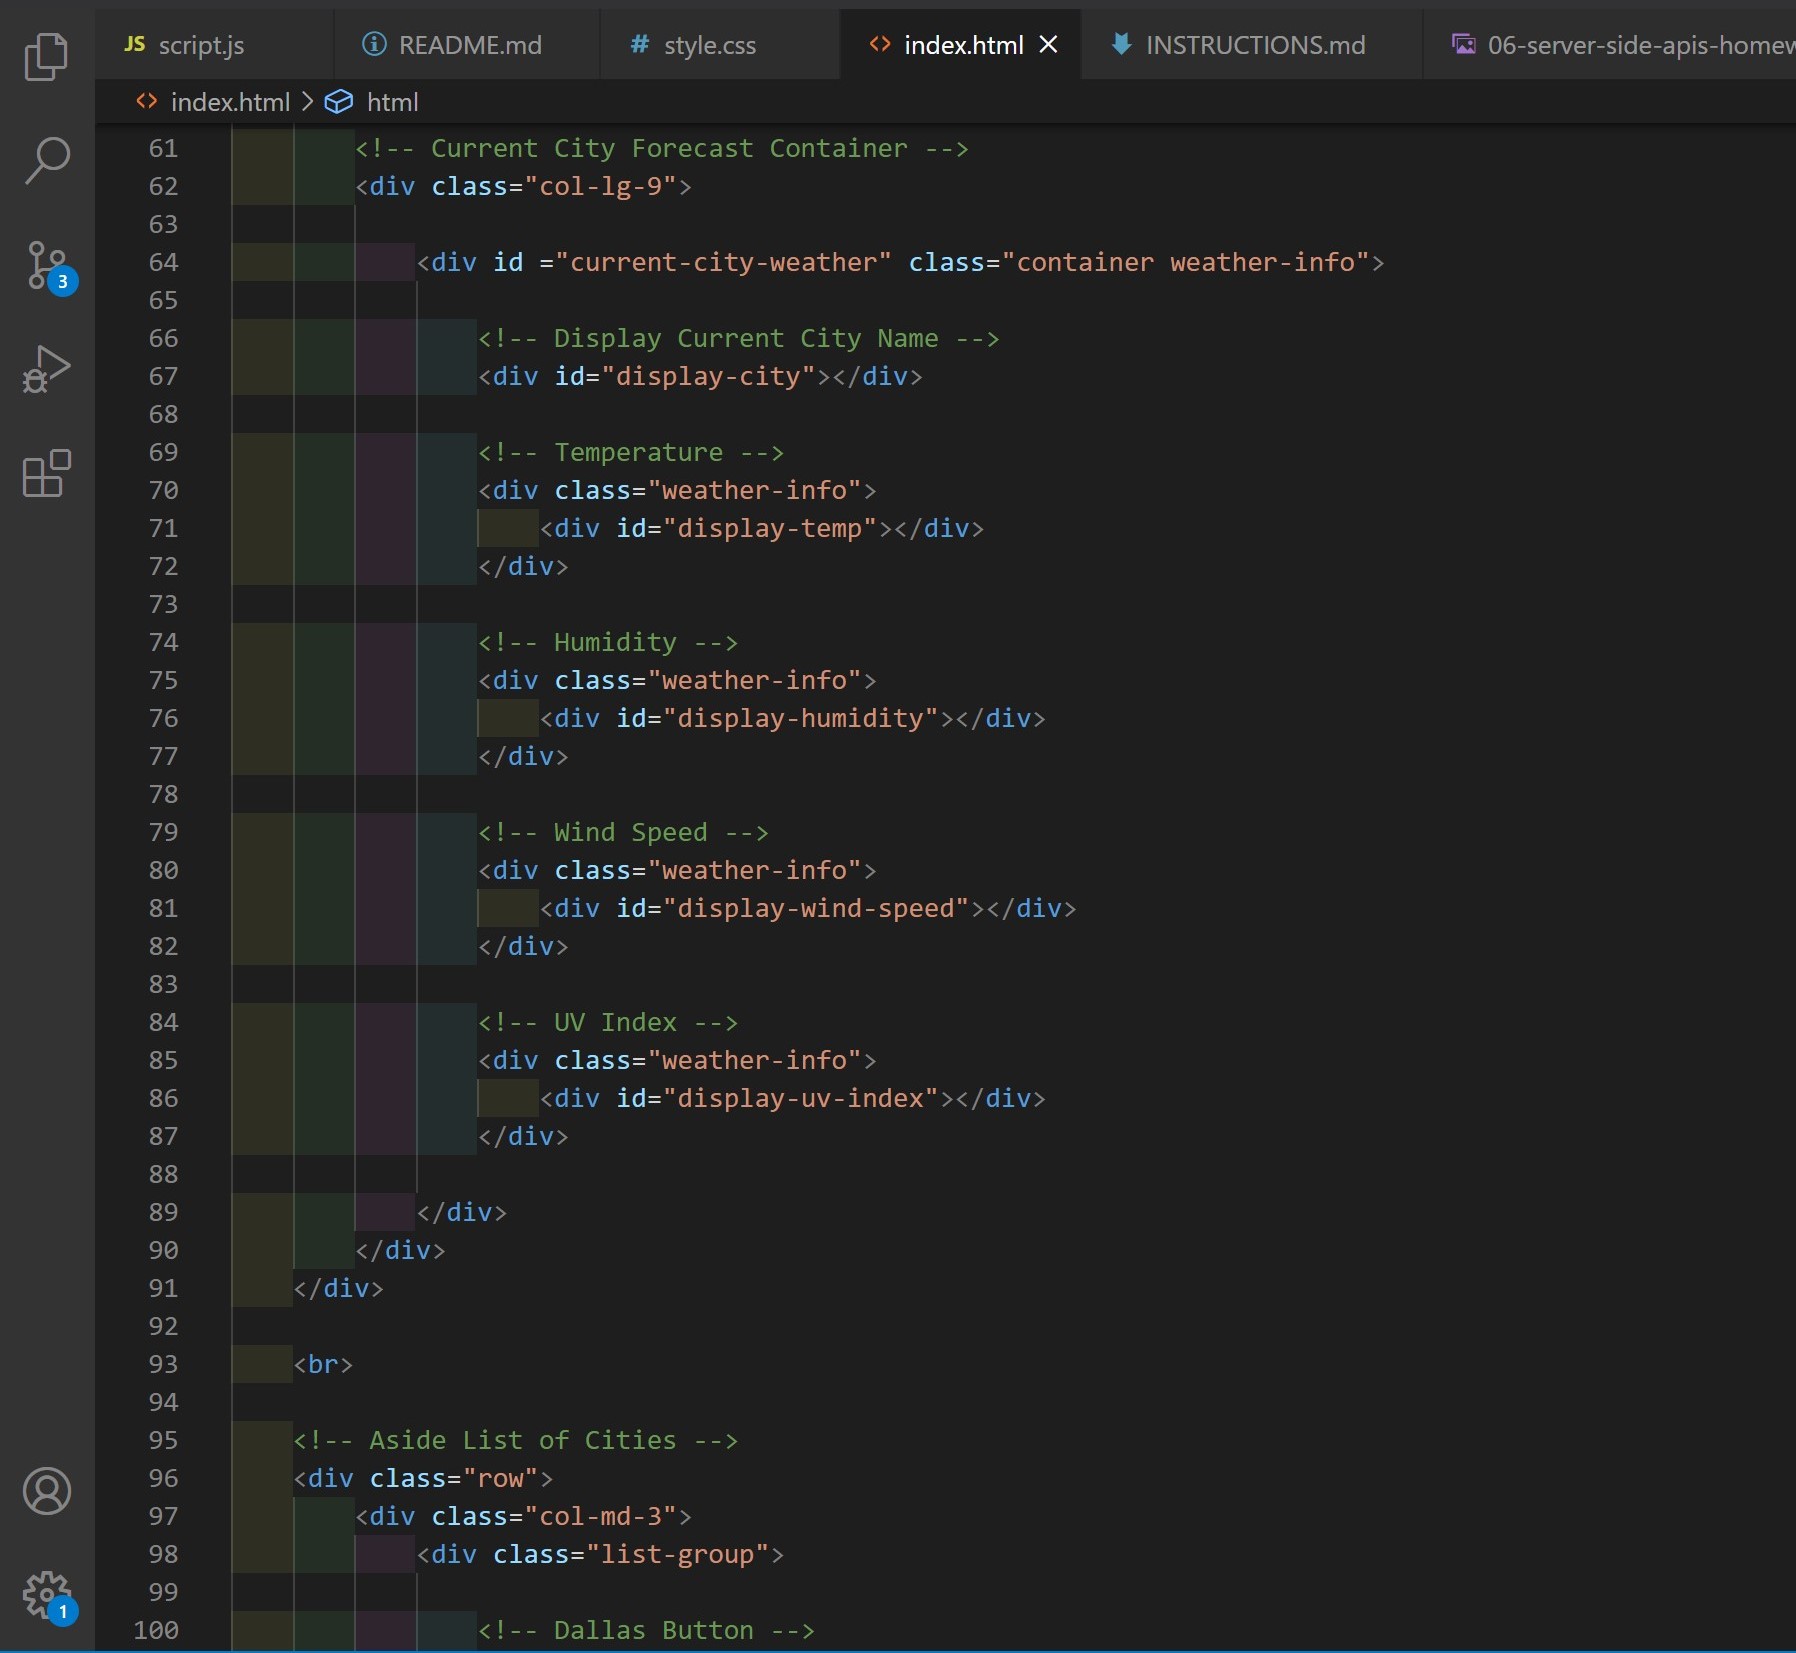 JS script.js README.md # style.css index.html INSTRUCTIONS.md 06-server-side-apis-homew
index.html > html
61 <!-- Current City Forecast Container -->
62 <div class="col-lg-9">
63
64 <div id ="current-city-weather" class="container weather-info">
65
66 <!-- Display Current City Name -->
67 <div id="display-city"></div>
68
69 <!-- Temperature -->
70 <div class="weather-info">
71 <div id="display-temp"></div>
72 </div>
73
74 <!-- Humidity -->
75 <div class="weather-info">
76 <div id="display-humidity"></div>
77 </div>
78
79 <!-- Wind Speed -->
80 <div class="weather-info">
81 <div id="display-wind-speed"></div>
82 </div>
83
84 <!-- UV Index -->
85 <div class="weather-info">
86 <div id="display-uv-index"></div>
87 </div>
88
89 </div>
90 </div>
91 </div>
92
93 <br>
94
95 <!-- Aside List of Cities -->
96 <div class="row">
97 <div class="col-md-3">
98 <div class="list-group">
99
100 <!-- Dallas Button -->
3
1